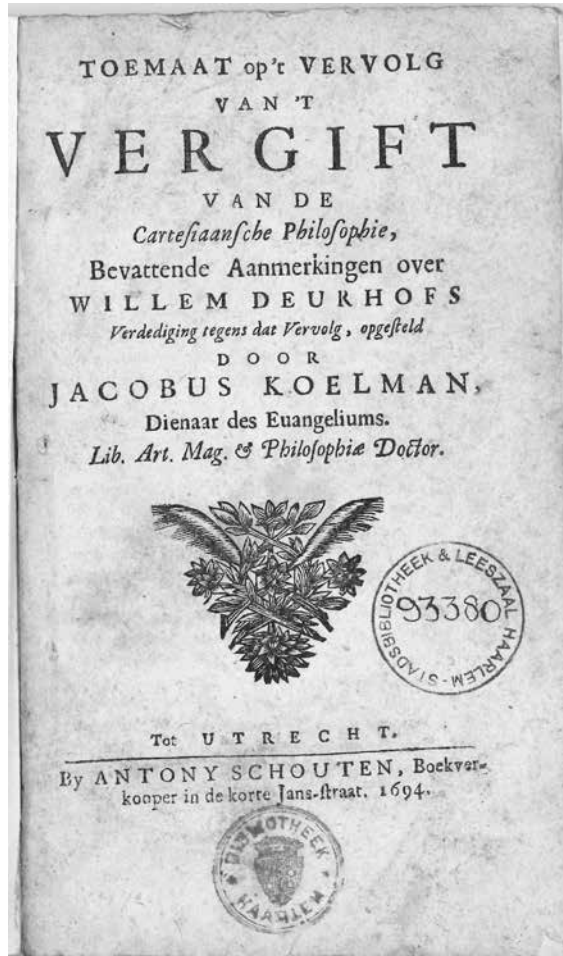 TOEMAAT op't VERVOLG
VAN 'T
VERGIFT
VAN DE
Carteſiaanſche Philoſophie,
Bevattende Aanmerkingen over
WILLEM DEURHOFS
Verdediging tegens dat Vervolg, opgeſteld
DOOR
JACOBUS KOELMAN,
Dienaar des Euangeliums.
Lib. Art. Mag. & Philoſophiæ Doctor.
STADSBIBLIOTHEEK & LEESZAAL HAARLEM
93380
Tot UTRECHT.
By ANTONY SCHOUTEN, Boekver-
kooper in de korte Jans-ſtraat. 1694.
BIBLIOTHEEK
HAARLEM